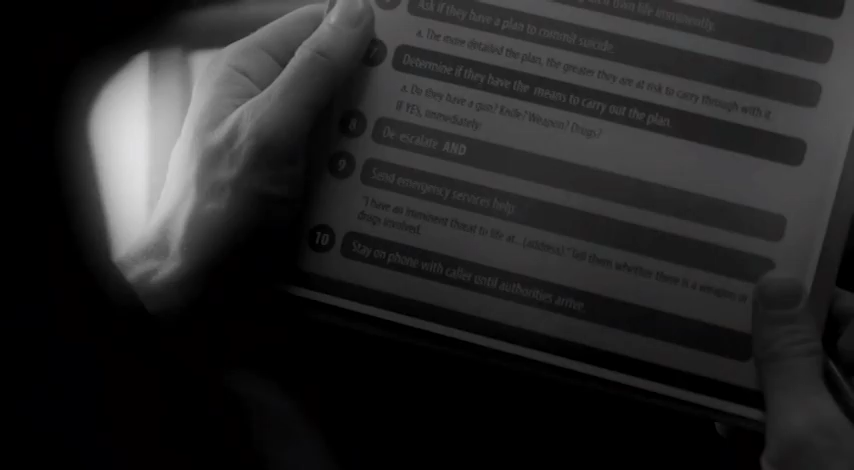 their own life imminently.
Ask if they have a plan to commit suicide.
a. The more detailed the plan, the greater they are at risk to carry through with it.
Determine if they have the means to carry out the plan.
a. Do they have a gun? Knife? Weapon? Drugs?
If YES, immediately:
8
De-escalate AND
9
Send emergency services help.
"I have an imminent threat to life at... (address)." Tell them whether there is a weapon or
drugs involved.
10
Stay on phone with caller until authorities arrive.